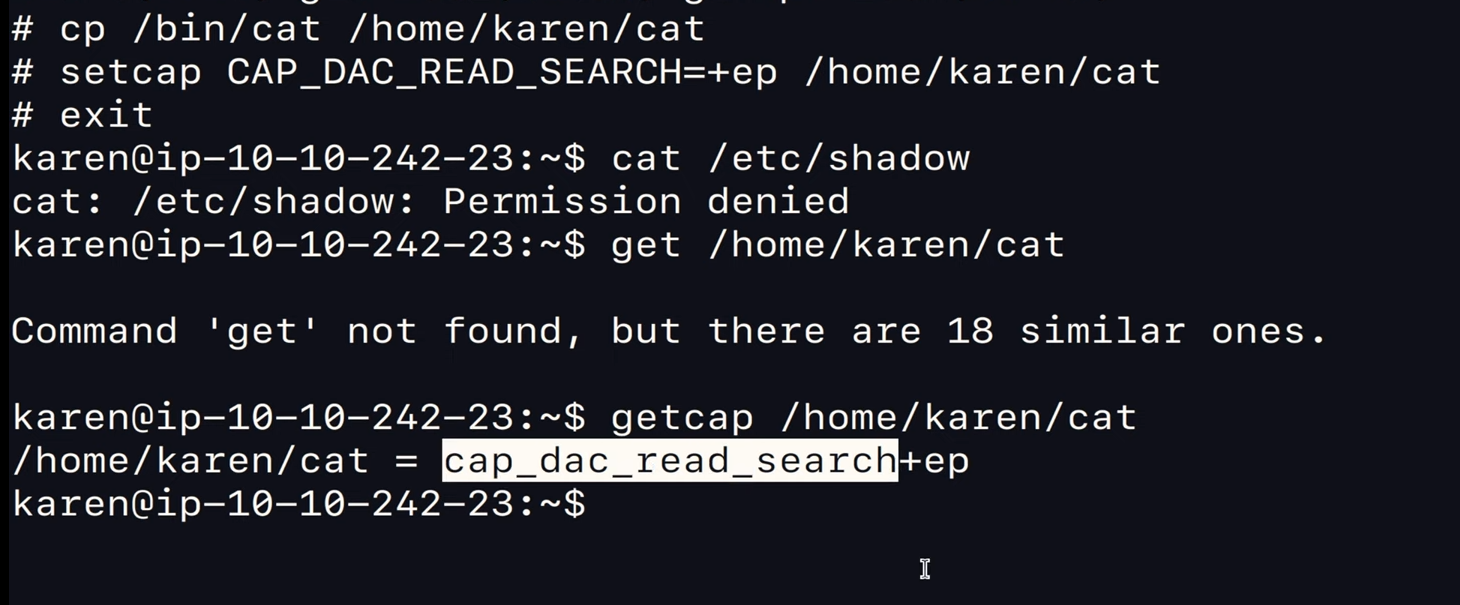 # cp /bin/cat /home/karen/cat
# setcap CAP_DAC_READ_SEARCH=+ep /home/karen/cat
# exit
karen@ip-10-10-242-23:~$ cat /etc/shadow
cat: /etc/shadow: Permission denied
karen@ip-10-10-242-23:~$ get /home/karen/cat
Command 'get' not found, but there are 18 similar ones.
karen@ip-10-10-242-23:~$ getcap /home/karen/cat
/home/karen/cat = cap_dac_read_search+ep
karen@ip-10-10-242-23:~$